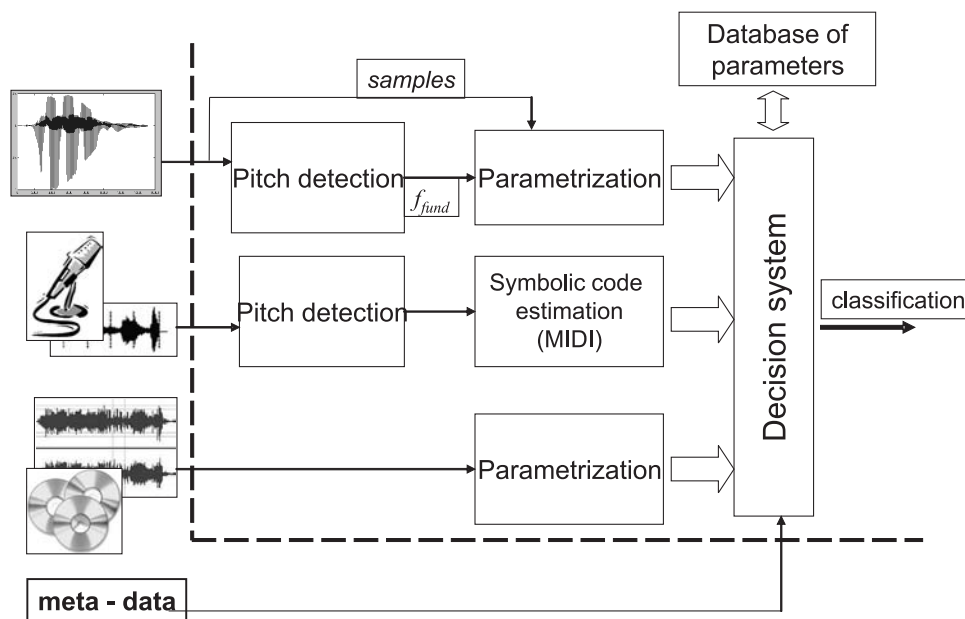 Database of
parameters
samples
Pitch detection
f_fund
Parametrization
Pitch detection
Symbolic code
estimation
(MIDI)
Decision system
classification
Parametrization
meta - data